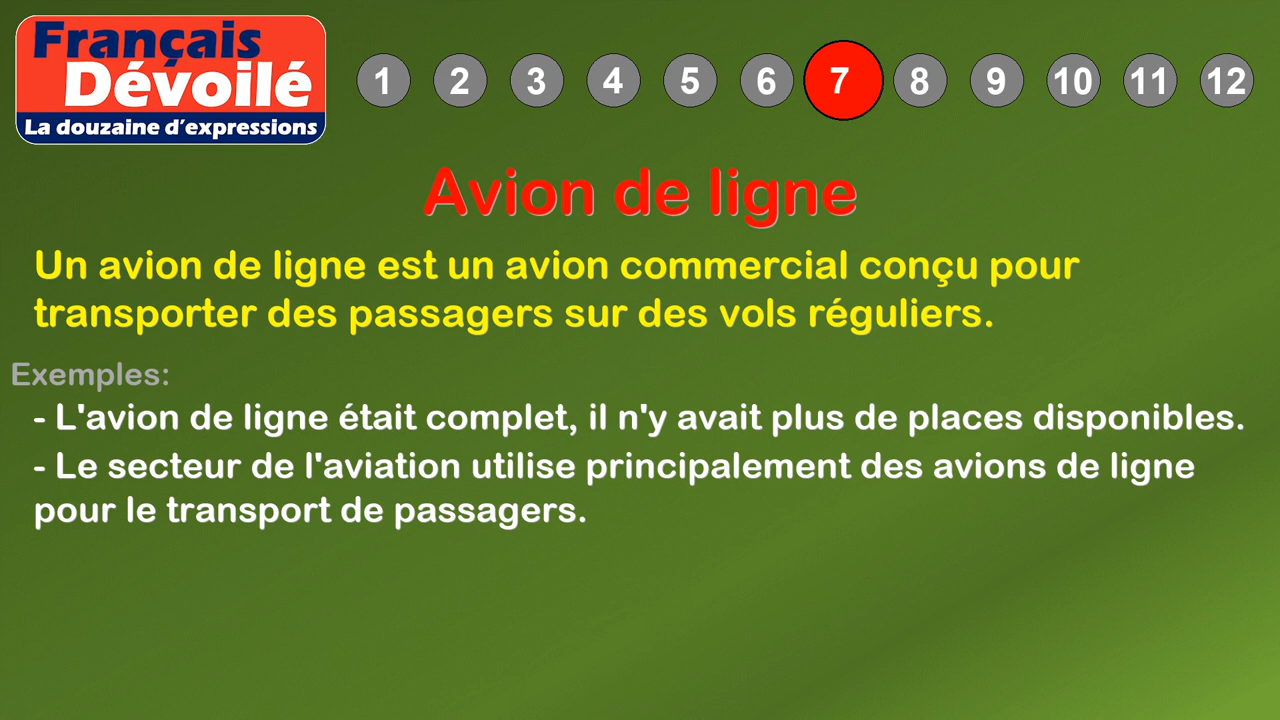 Français
Dévoilé
La douzaine d'expressions
1 2 3 4 5 6 7 8 9 10 11 12
Avion de ligne
Un avion de ligne est un avion commercial conçu pour
transporter des passagers sur des vols réguliers.
Exemples:
- L'avion de ligne était complet, il n'y avait plus de places disponibles.
- Le secteur de l'aviation utilise principalement des avions de ligne
pour le transport de passagers.